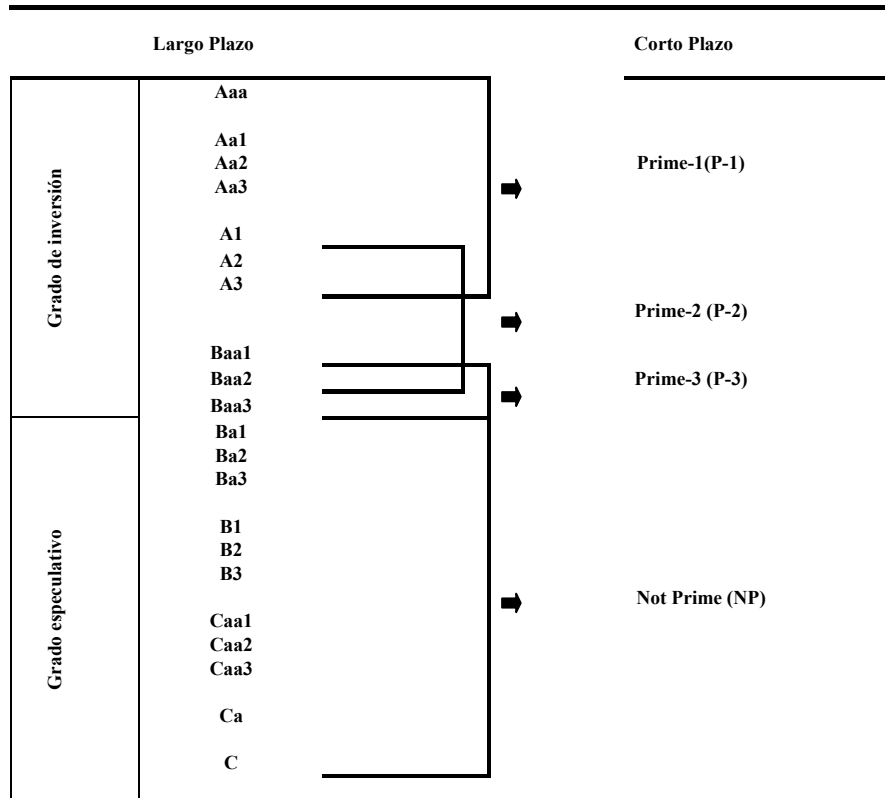 Largo Plazo Corto Plazo
Grado de inversión
Aaa
Aa1
Aa2
Aa3
Prime-1(P-1)
A1
A2
A3
Prime-2 (P-2)
Baa1
Baa2
Prime-3 (P-3)
Baa3
Grado especulativo
Ba1
Ba2
Ba3
B1
B2
B3
Not Prime (NP)
Caa1
Caa2
Caa3
Ca
C